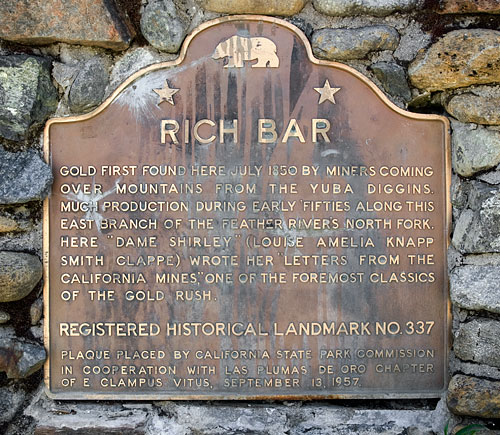 RICH BAR
GOLD FIRST FOUND HERE JULY 1850 BY MINERS COMING
OVER MOUNTAINS FROM THE YUBA DIGGINS.
MUCH PRODUCTION DURING EARLY 'FIFTIES ALONG THIS
EAST BRANCH OF THE FEATHER RIVER'S NORTH FORK.
HERE "DAME SHIRLEY" (LOUISE AMELIA KNAPP
SMITH CLAPPE) WROTE HER "LETTERS FROM THE
CALIFORNIA MINES," ONE OF THE FOREMOST CLASSICS
OF THE GOLD RUSH.
REGISTERED HISTORICAL LANDMARK NO. 337
PLAQUE PLACED BY CALIFORNIA STATE PARK COMMISSION
IN COOPERATION WITH LAS PLUMAS DE ORO CHAPTER
OF E CLAMPUS VITUS, SEPTEMBER 13, 1957.